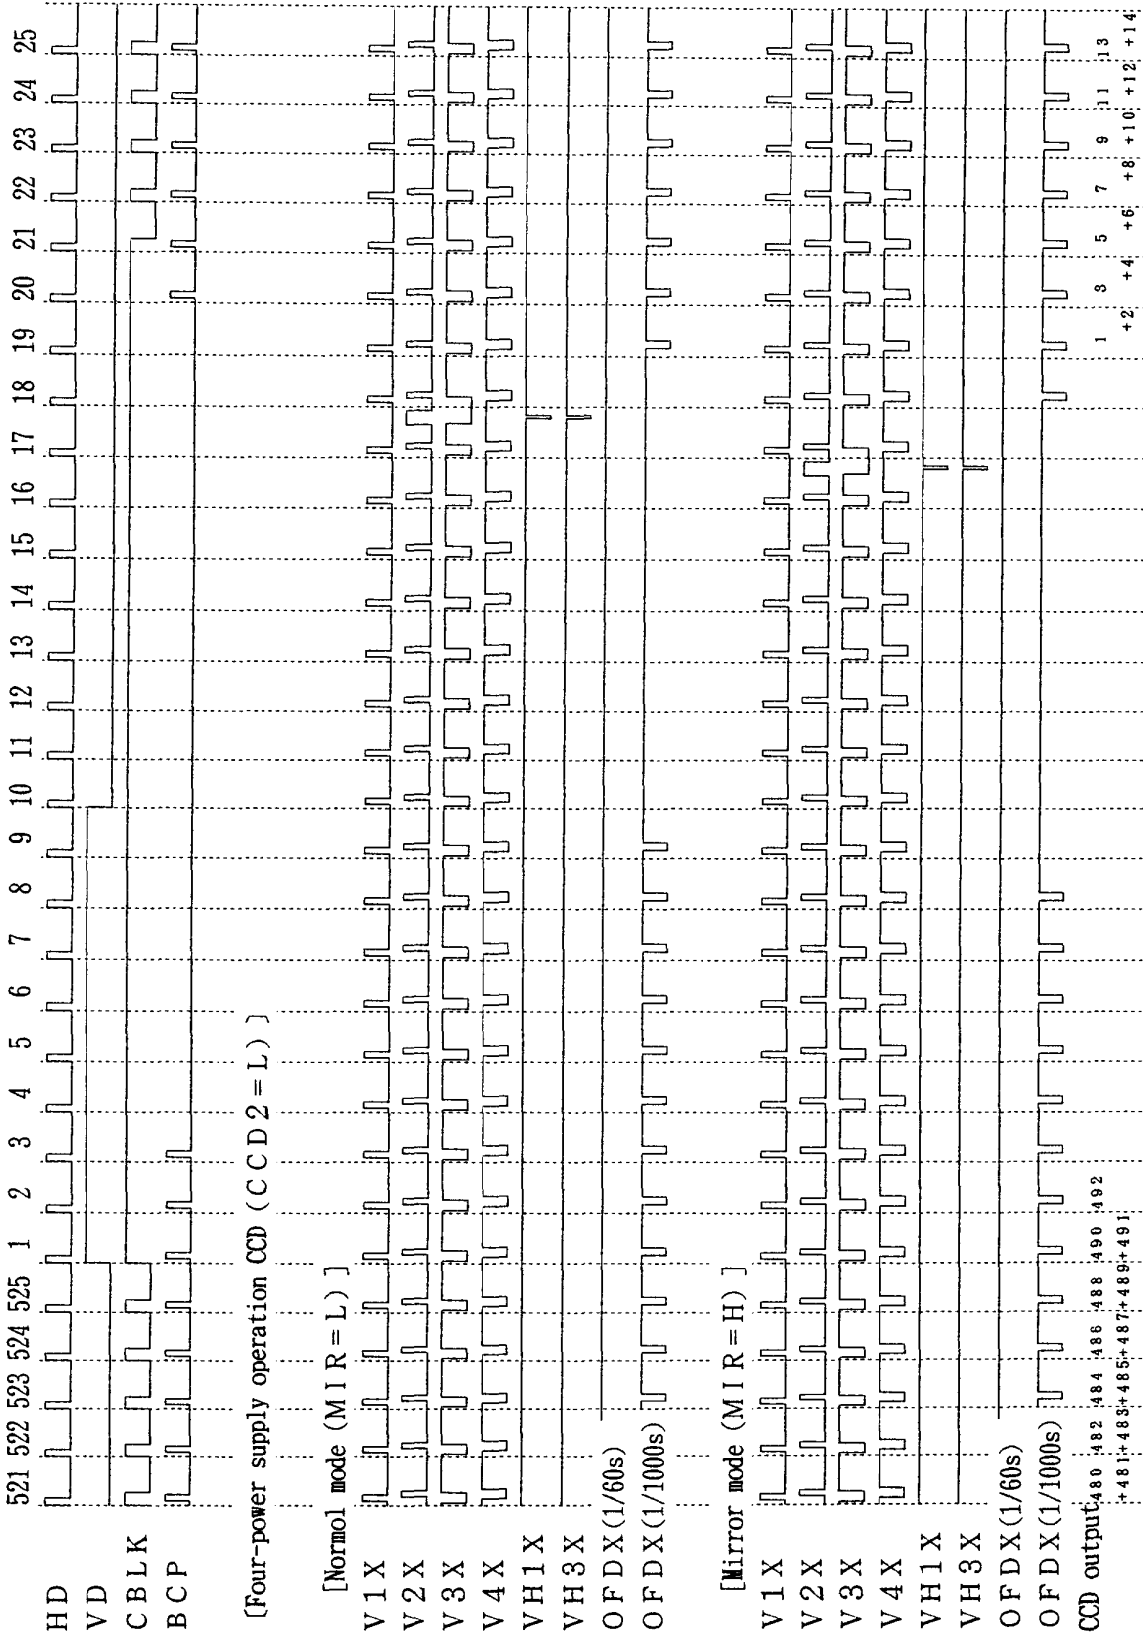 521 522 523 524 525 1 2 3 4 5 6 7 8 9 10 11 12 13 14 15 16 17 18 19 20 21 22 23 24 25
HD
VD
CBLK
BCP
[Four-power supply operation CCD (CCD2=L)]
[Normol mode (MIR=L)]
V1X
V2X
V3X
V4X
VH1X
VH3X
OFDX(1/60s)
OFDX(1/1000s)
[Mirror mode (MIR=H)]
V1X
V2X
V3X
V4X
VH1X
VH3X
OFDX(1/60s)
OFDX(1/1000s)
CCD output 480 482 484 486 488 490 492 1 3 5 7 9 11 13
+481+483+485+487+489+491 +2 +4 +6 +8 +10 +12 +14